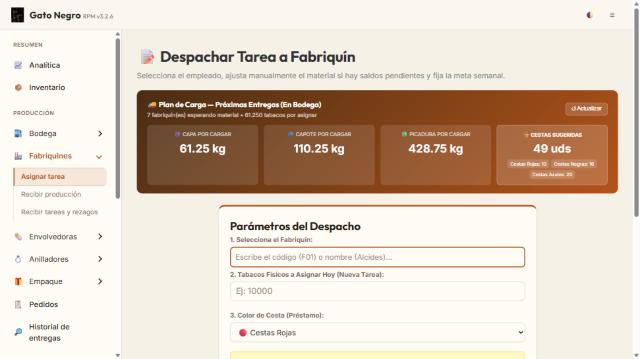 Gato Negro RPM v3.2.6
RESUMEN
Analítica
Inventario
PRODUCCIÓN
Bodega
Fabriquines
Asignar tarea
Recibir producción
Recibir tareas y rezagos
Envolvedoras
Anilladores
Empaque
Pedidos
Historial de
entregas
Despachar Tarea a Fabriquín
Selecciona el empleado, ajusta manualmente el material si hay saldos pendientes y fija la meta semanal.
Plan de Carga — Próximas Entregas (En Bodega)
7 fabriquín(es) esperando material • 61.250 tabacos por asignar
Actualizar
CAPA POR CARGAR
61.25 kg
CAPOTE POR CARGAR
110.25 kg
PICADURA POR CARGAR
428.75 kg
CESTAS SUGERIDAS
49 uds
Cestas Rojas: 13 Cestas Negras: 16
Cestas Azules: 20
Parámetros del Despacho
1. Selecciona el Fabriquín:
Escribe el código (F01) o nombre (Alcides)...
2. Tabacos Físicos a Asignar Hoy (Nueva Tarea):
Ej: 10000
3. Color de Cesta (Préstamo):
Cestas Rojas